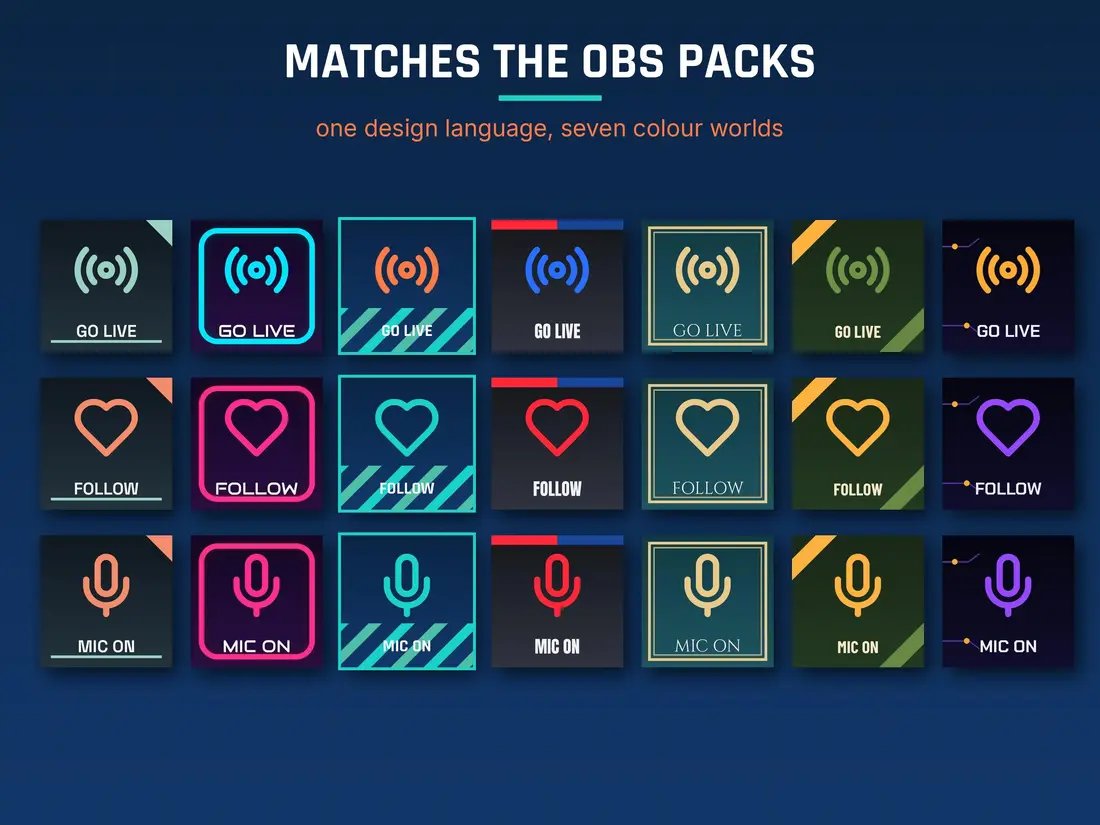 MATCHES THE OBS PACKS
one design language, seven colour worlds
GO LIVE GO LIVE GO LIVE GO LIVE GO LIVE GO LIVE GO LIVE
FOLLOW FOLLOW FOLLOW FOLLOW FOLLOW FOLLOW FOLLOW
MIC ON MIC ON MIC ON MIC ON MIC ON MIC ON MIC ON